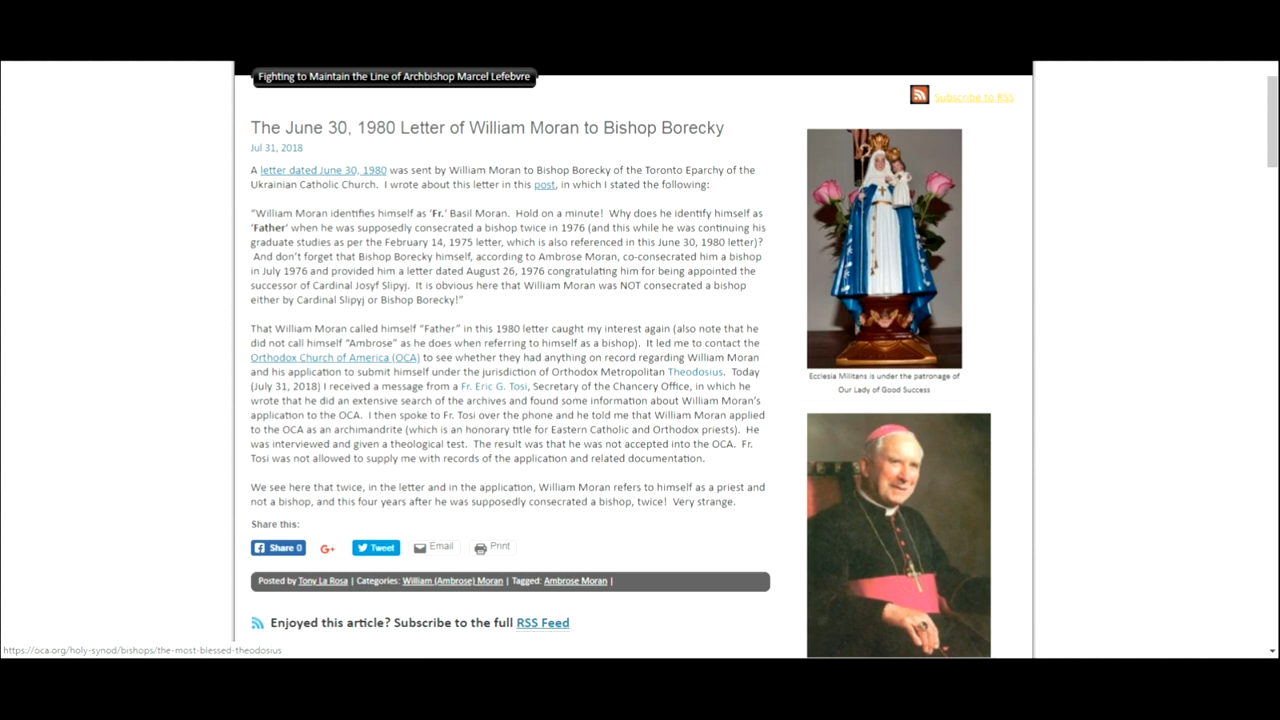 Fighting to Maintain the Line of Archbishop Marcel Lefebvre
Subscribe to RSS
The June 30, 1980 Letter of William Moran to Bishop Borecky
Jul 31, 2018
A letter dated June 30, 1980 was sent by William Moran to Bishop Borecky of the Toronto Eparchy of the
Ukrainian Catholic Church. I wrote about this letter in this post, in which I stated the following:
“William Moran identifies himself as ‘Fr.’ Basil Moran. Hold on a minute! Why does he identify himself as
‘Father’ when he was supposedly consecrated a bishop twice in 1976 (and this while he was continuing his
graduate studies as per the February 14, 1975 letter, which is also referenced in this June 30, 1980 letter)?
And don’t forget that Bishop Borecky himself, according to Ambrose Moran, co-consecrated him a bishop
in July 1976 and provided him a letter dated August 26, 1976 congratulating him for being appointed the
successor of Cardinal Josyf Slipyj. It is obvious here that William Moran was NOT consecrated a bishop
either by Cardinal Slipyj or Bishop Borecky!”
That William Moran called himself “Father” in this 1980 letter caught my interest again (also note that he
did not call himself “Ambrose” as he does when referring to himself as a bishop). It led me to contact the
Orthodox Church of America (OCA) to see whether they had anything on record regarding William Moran
and his application to submit himself under the jurisdiction of Orthodox Metropolitan Theodosius. Today
(July 31, 2018) I received a message from a Fr. Eric G. Tosi, Secretary of the Chancery Office, in which he
wrote that he did an extensive search of the archives and found some information about William Moran’s
application to the OCA. I then spoke to Fr. Tosi over the phone and he told me that William Moran applied
to the OCA as an archimandrite (which is an honorary title for Eastern Catholic and Orthodox priests). He
was interviewed and given a theological test. The result was that he was not accepted into the OCA. Fr.
Tosi was not allowed to supply me with records of the application and related documentation.
We see here that twice, in the letter and in the application, William Moran refers to himself as a priest and
not a bishop, and this four years after he was supposedly consecrated a bishop, twice! Very strange.
Share this:
Share 0
G+
Tweet
Email
Print
Posted by Tony La Rosa | Categories: William (Ambrose) Moran | Tagged: Ambrose Moran |
Enjoyed this article? Subscribe to the full RSS Feed
Ecclesia Militans is under the patronage of
Our Lady of Good Success
https://oca.org/holy-synod/bishops/the-most-blessed-theodosius